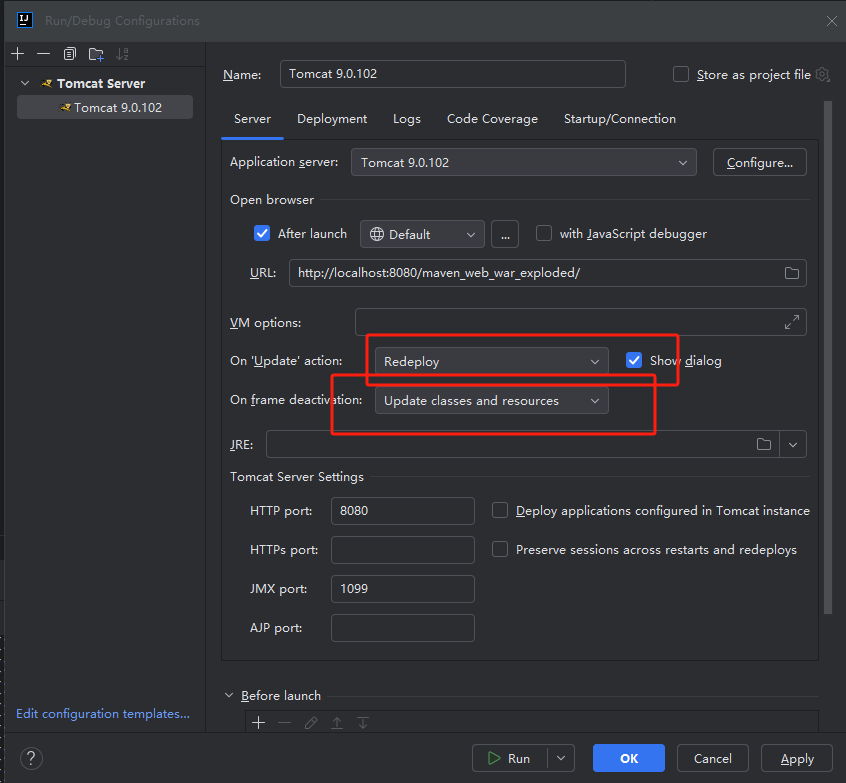 Run/Debug Configurations
Tomcat Server
Tomcat 9.0.102
Name: Tomcat 9.0.102 Store as project file
Server Deployment Logs Code Coverage Startup/Connection
Application server: Tomcat 9.0.102 Configure...
Open browser
After launch Default ... with JavaScript debugger
URL: http://localhost:8080/maven_web_war_exploded/
VM options:
On 'Update' action: Redeploy Show dialog
On frame deactivation: Update classes and resources
JRE:
Tomcat Server Settings
HTTP port: 8080 Deploy applications configured in Tomcat instance
HTTPs port: Preserve sessions across restarts and redeploys
JMX port: 1099
AJP port:
Before launch
Edit configuration templates...
? Run OK Cancel Apply